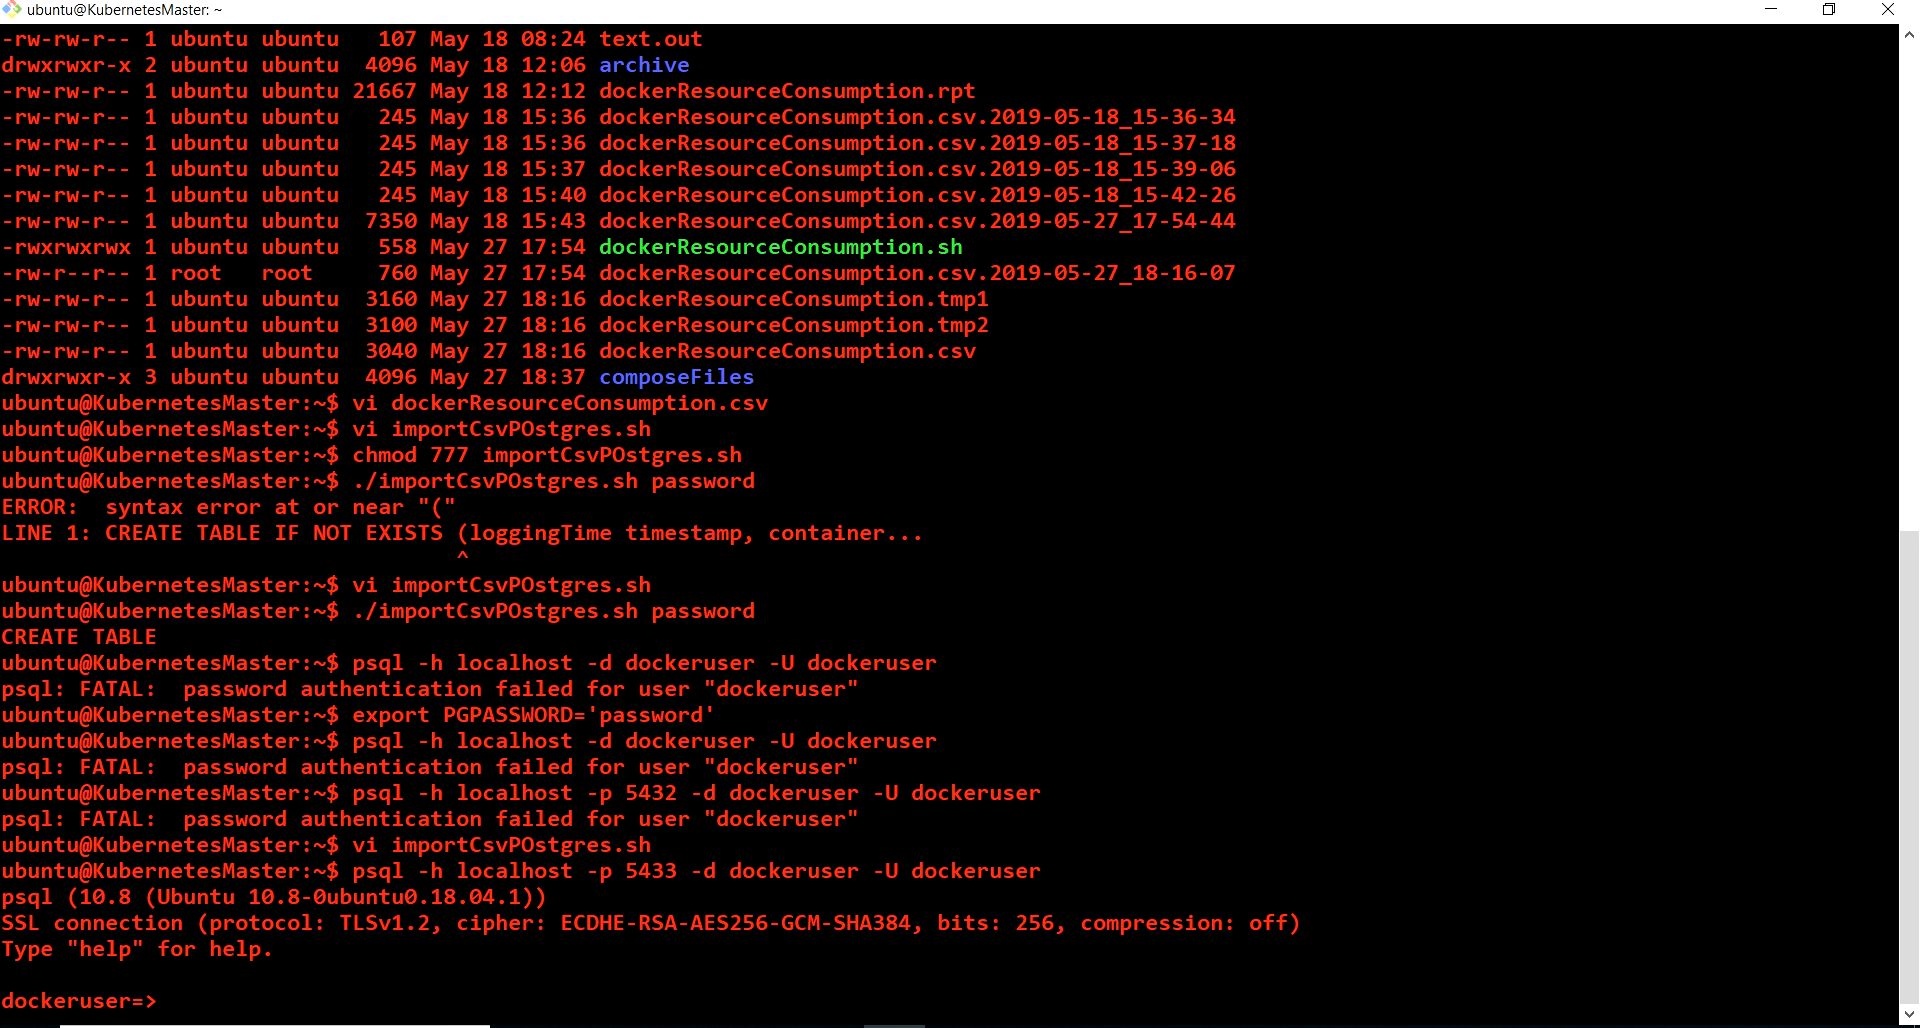 ubuntu@KubernetesMaster: ~
-rw-rw-r-- 1 ubuntu ubuntu   107 May 18 08:24 text.out
drwxrwxr-x 2 ubuntu ubuntu  4096 May 18 12:06 archive
-rw-rw-r-- 1 ubuntu ubuntu 21667 May 18 12:12 dockerResourceConsumption.rpt
-rw-rw-r-- 1 ubuntu ubuntu   245 May 18 15:36 dockerResourceConsumption.csv.2019-05-18_15-36-34
-rw-rw-r-- 1 ubuntu ubuntu   245 May 18 15:36 dockerResourceConsumption.csv.2019-05-18_15-37-18
-rw-rw-r-- 1 ubuntu ubuntu   245 May 18 15:37 dockerResourceConsumption.csv.2019-05-18_15-39-06
-rw-rw-r-- 1 ubuntu ubuntu   245 May 18 15:40 dockerResourceConsumption.csv.2019-05-18_15-42-26
-rw-rw-r-- 1 ubuntu ubuntu  7350 May 18 15:43 dockerResourceConsumption.csv.2019-05-27_17-54-44
-rwxrwxrwx 1 ubuntu ubuntu   558 May 27 17:54 dockerResourceConsumption.sh
-rw-r--r-- 1 root   root     760 May 27 17:54 dockerResourceConsumption.csv.2019-05-27_18-16-07
-rw-rw-r-- 1 ubuntu ubuntu  3160 May 27 18:16 dockerResourceConsumption.tmp1
-rw-rw-r-- 1 ubuntu ubuntu  3100 May 27 18:16 dockerResourceConsumption.tmp2
-rw-rw-r-- 1 ubuntu ubuntu  3040 May 27 18:16 dockerResourceConsumption.csv
drwxrwxr-x 3 ubuntu ubuntu  4096 May 27 18:37 composeFiles
ubuntu@KubernetesMaster:~$ vi dockerResourceConsumption.csv
ubuntu@KubernetesMaster:~$ vi importCsvPOstgres.sh
ubuntu@KubernetesMaster:~$ chmod 777 importCsvPOstgres.sh
ubuntu@KubernetesMaster:~$ ./importCsvPOstgres.sh password
ERROR:  syntax error at or near "("
LINE 1: CREATE TABLE IF NOT EXISTS (loggingTime timestamp, container...
                                   ^
ubuntu@KubernetesMaster:~$ vi importCsvPOstgres.sh
ubuntu@KubernetesMaster:~$ ./importCsvPOstgres.sh password
CREATE TABLE
ubuntu@KubernetesMaster:~$ psql -h localhost -d dockeruser -U dockeruser
psql: FATAL:  password authentication failed for user "dockeruser"
ubuntu@KubernetesMaster:~$ export PGPASSWORD='password'
ubuntu@KubernetesMaster:~$ psql -h localhost -d dockeruser -U dockeruser
psql: FATAL:  password authentication failed for user "dockeruser"
ubuntu@KubernetesMaster:~$ psql -h localhost -p 5432 -d dockeruser -U dockeruser
psql: FATAL:  password authentication failed for user "dockeruser"
ubuntu@KubernetesMaster:~$ vi importCsvPOstgres.sh
ubuntu@KubernetesMaster:~$ psql -h localhost -p 5433 -d dockeruser -U dockeruser
psql (10.8 (Ubuntu 10.8-0ubuntu0.18.04.1))
SSL connection (protocol: TLSv1.2, cipher: ECDHE-RSA-AES256-GCM-SHA384, bits: 256, compression: off)
Type "help" for help.

dockeruser=>